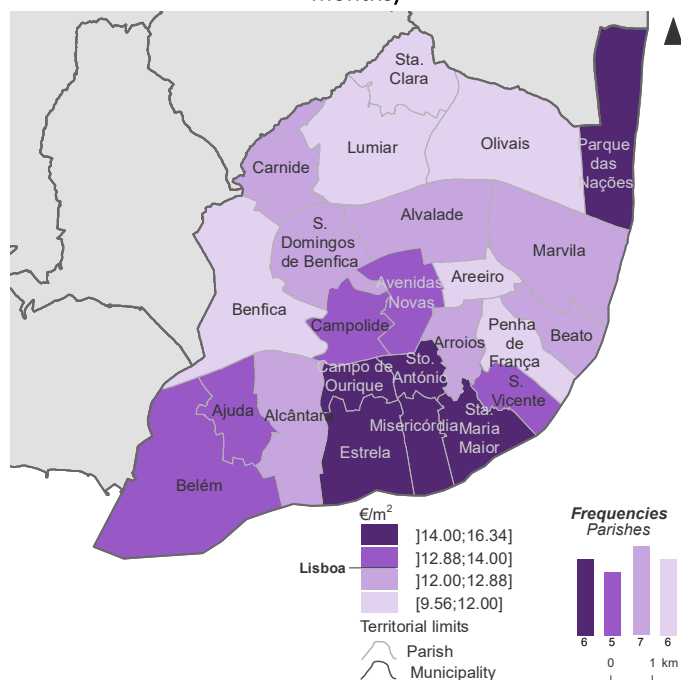 Sta.
Clara
Lumiar
Olivais
Parque
das
Nações
Carnide
Alvalade
S.
Domingos
de Benfica
Marvila
Areeiro
Avenidas
Novas
Benfica
Campolide
Penha
de
França
Beato
Arroios
Sto.
António
Campo de
Ourique
S.
Vicente
Ajuda
Alcântara
Misericórdia
Sta.
Maria
Maior
Estrela
Belém
€/m2
]14.00;16.34]
]12.88;14.00]
Lisboa
]12.00;12.88]
[9.56;12.00]
Territorial limits
Parish
Municipality
Frequencies
Parishes
6 5 7 6
0 1 km